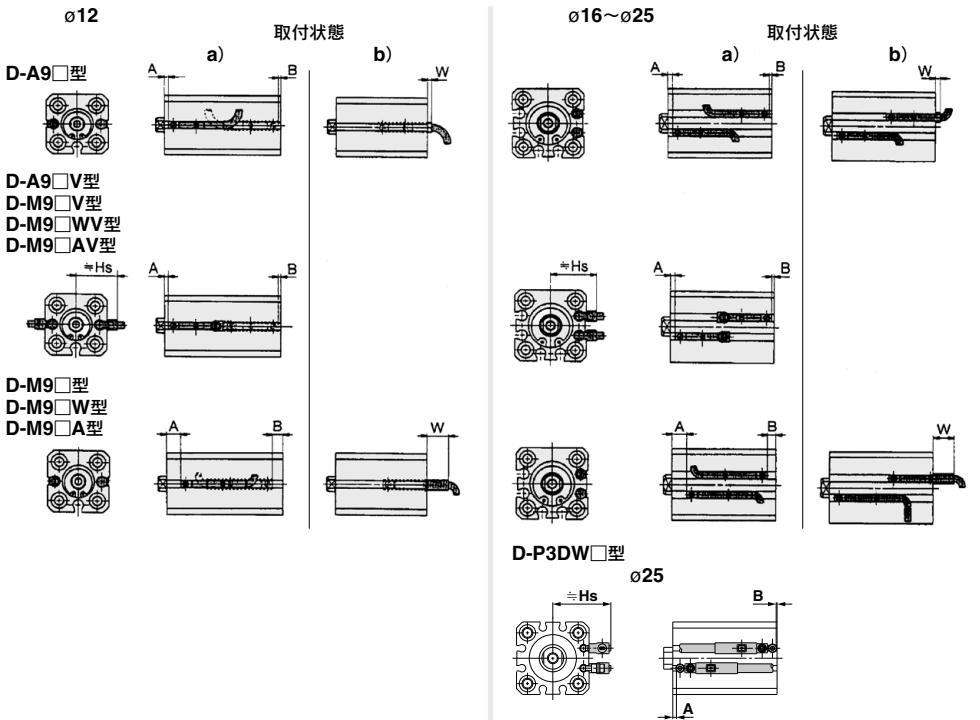 ø12
取付状態
a）
b）
D-A9□型
A
B
W
D-A9□V型
D-M9□V型
D-M9□WV型
D-M9□AV型
≒Hs
A
B
D-M9□型
D-M9□W型
D-M9□A型
A
B
W
ø16～ø25
取付状態
a）
b）
A
B
W
≒Hs
A
B
A
B
W
D-P3DW□型
ø25
≒Hs
B
A